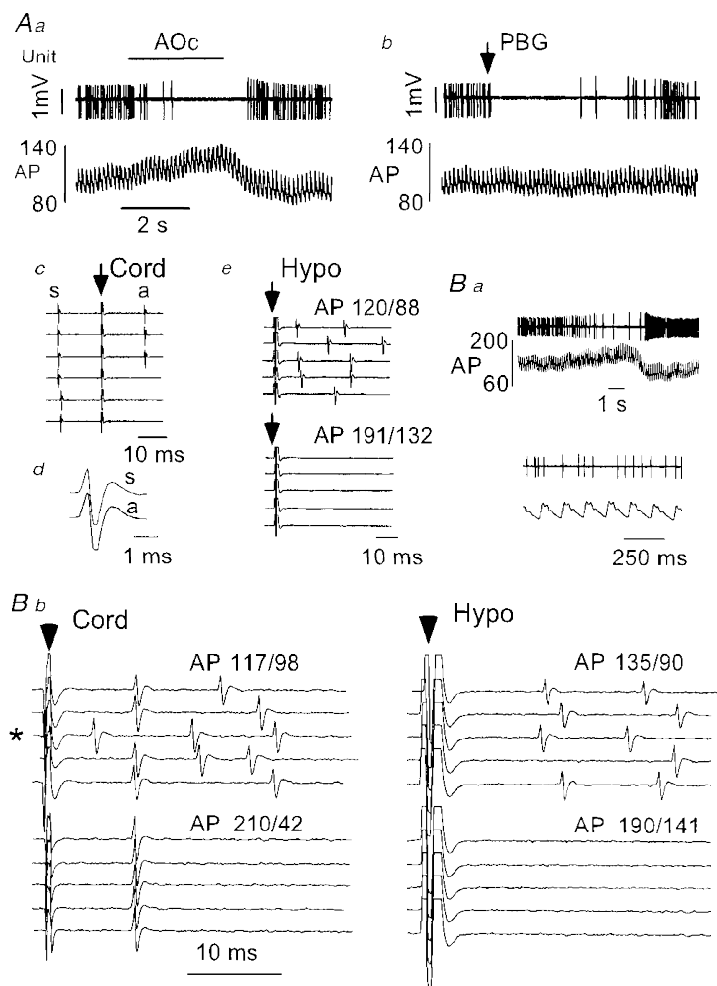 A a
AOc
b
PBG
Unit
1mV
1mV
140
AP
80
140
AP
80
2 s
c
Cord
s
a
10 ms
d
s
a
1 ms
e
Hypo
AP 120/88
AP 191/132
10 ms
B a
200
AP
60
1 s
250 ms
B b
Cord
AP 117/98
*
AP 210/42
10 ms
Hypo
AP 135/90
AP 190/141